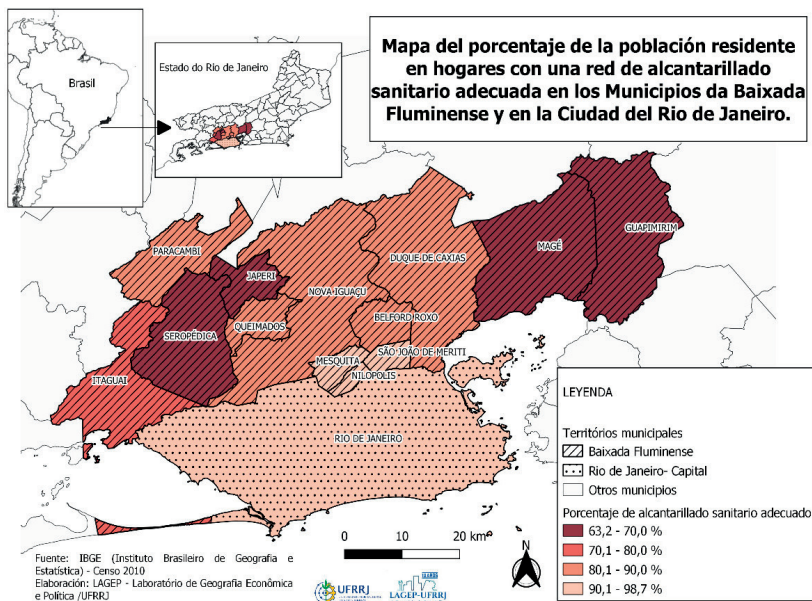 Brasil
Estado do Rio de Janeiro
Mapa del porcentaje de la población residente
en hogares con una red de alcantarillado
sanitario adecuada en los Municipios da Baixada
Fluminense y en la Ciudad del Rio de Janeiro.
PARACAMBI
JAPERI
SEROPÉDICA
ITAGUAI
QUEIMADOS
NOVA IGUAÇU
DUQUE DE CAXIAS
BELFORD ROXO
MESQUITA
SÃO JOÃO DE MERITI
NILOPOLIS
MAGÉ
GUAPIMIRIM
RIO DE JANEIRO
LEYENDA
Territórios municipales
Baixada Fluminense
Rio de Janeiro- Capital
Otros municipios
Porcentaje de alcantarillado sanitario adecuado
63,2 - 70,0 %
70,1 - 80,0 %
80,1 - 90,0 %
90,1 - 98,7 %
0 10 20 km
N
Fuente: IBGE (Instituto Brasileiro de Geografia e
Estatística) - Censo 2010
Elaboración: LAGEP - Laboratório de Geografia Econômica
e Política /UFRRJ
UFRRJ
LAGEP-UFRRJ